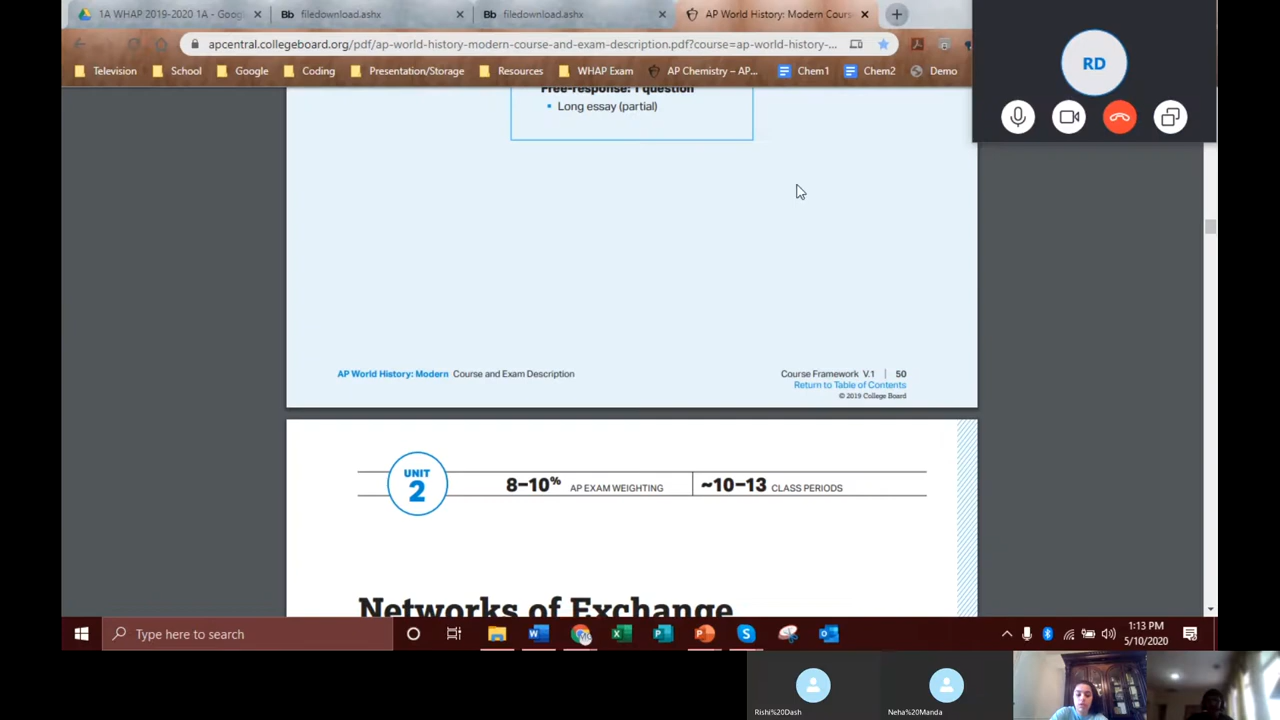 1A WHAP 2019-2020 1A - Goog
filedownload.ashx
filedownload.ashx
AP World History: Modern Cours
apcentral.collegeboard.org/pdf/ap-world-history-modern-course-and-exam-description.pdf?course=ap-world-history-...
Television
School
Google
Coding
Presentation/Storage
Resources
WHAP Exam
AP Chemistry – AP...
Chem1
Chem2
Demo
RD
Free-response: 1 question
• Long essay (partial)
AP World History: Modern Course and Exam Description
Course Framework V.1 | 50
Return to Table of Contents
© 2019 College Board
UNIT
2
8–10% AP EXAM WEIGHTING
~10–13 CLASS PERIODS
Networks of Exchange
Type here to search
1:13 PM
5/10/2020
Rishi%20Dash
Neha%20Manda